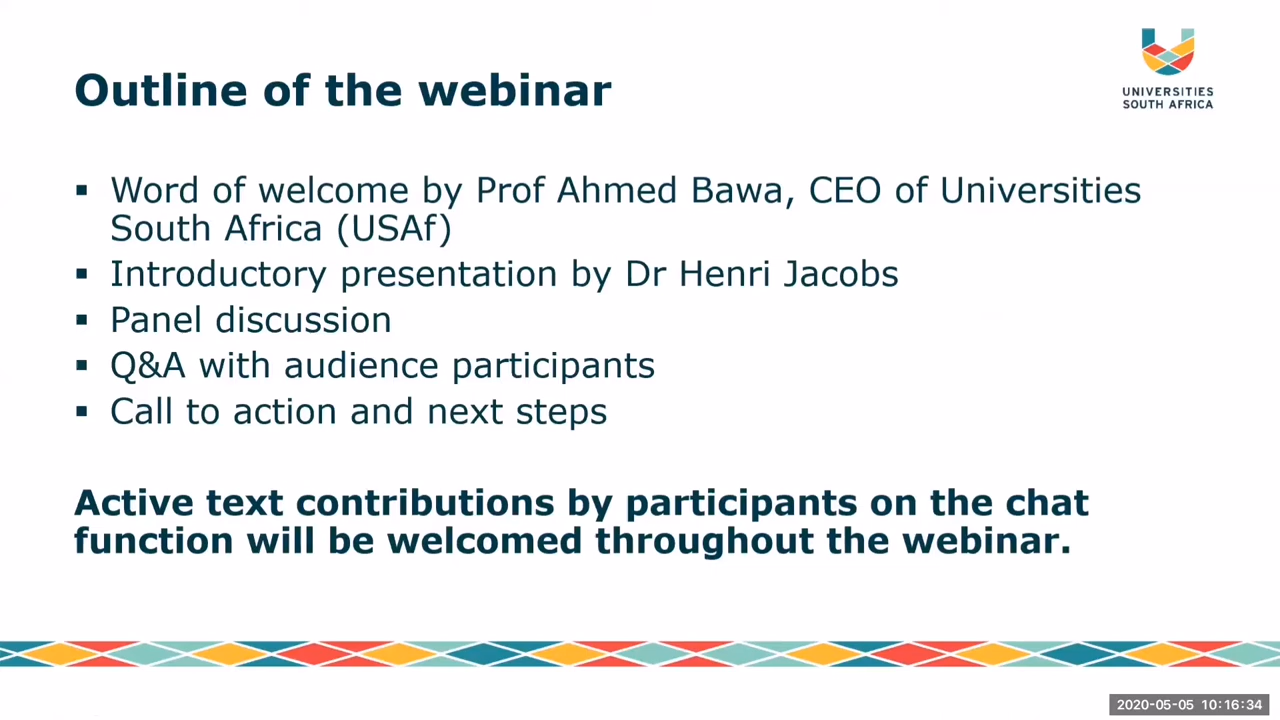 UNIVERSITIES
SOUTH AFRICA
Outline of the webinar
▪ Word of welcome by Prof Ahmed Bawa, CEO of Universities
South Africa (USAf)
▪ Introductory presentation by Dr Henri Jacobs
▪ Panel discussion
▪ Q&A with audience participants
▪ Call to action and next steps
Active text contributions by participants on the chat
function will be welcomed throughout the webinar.
2020-05-05 10:16:34